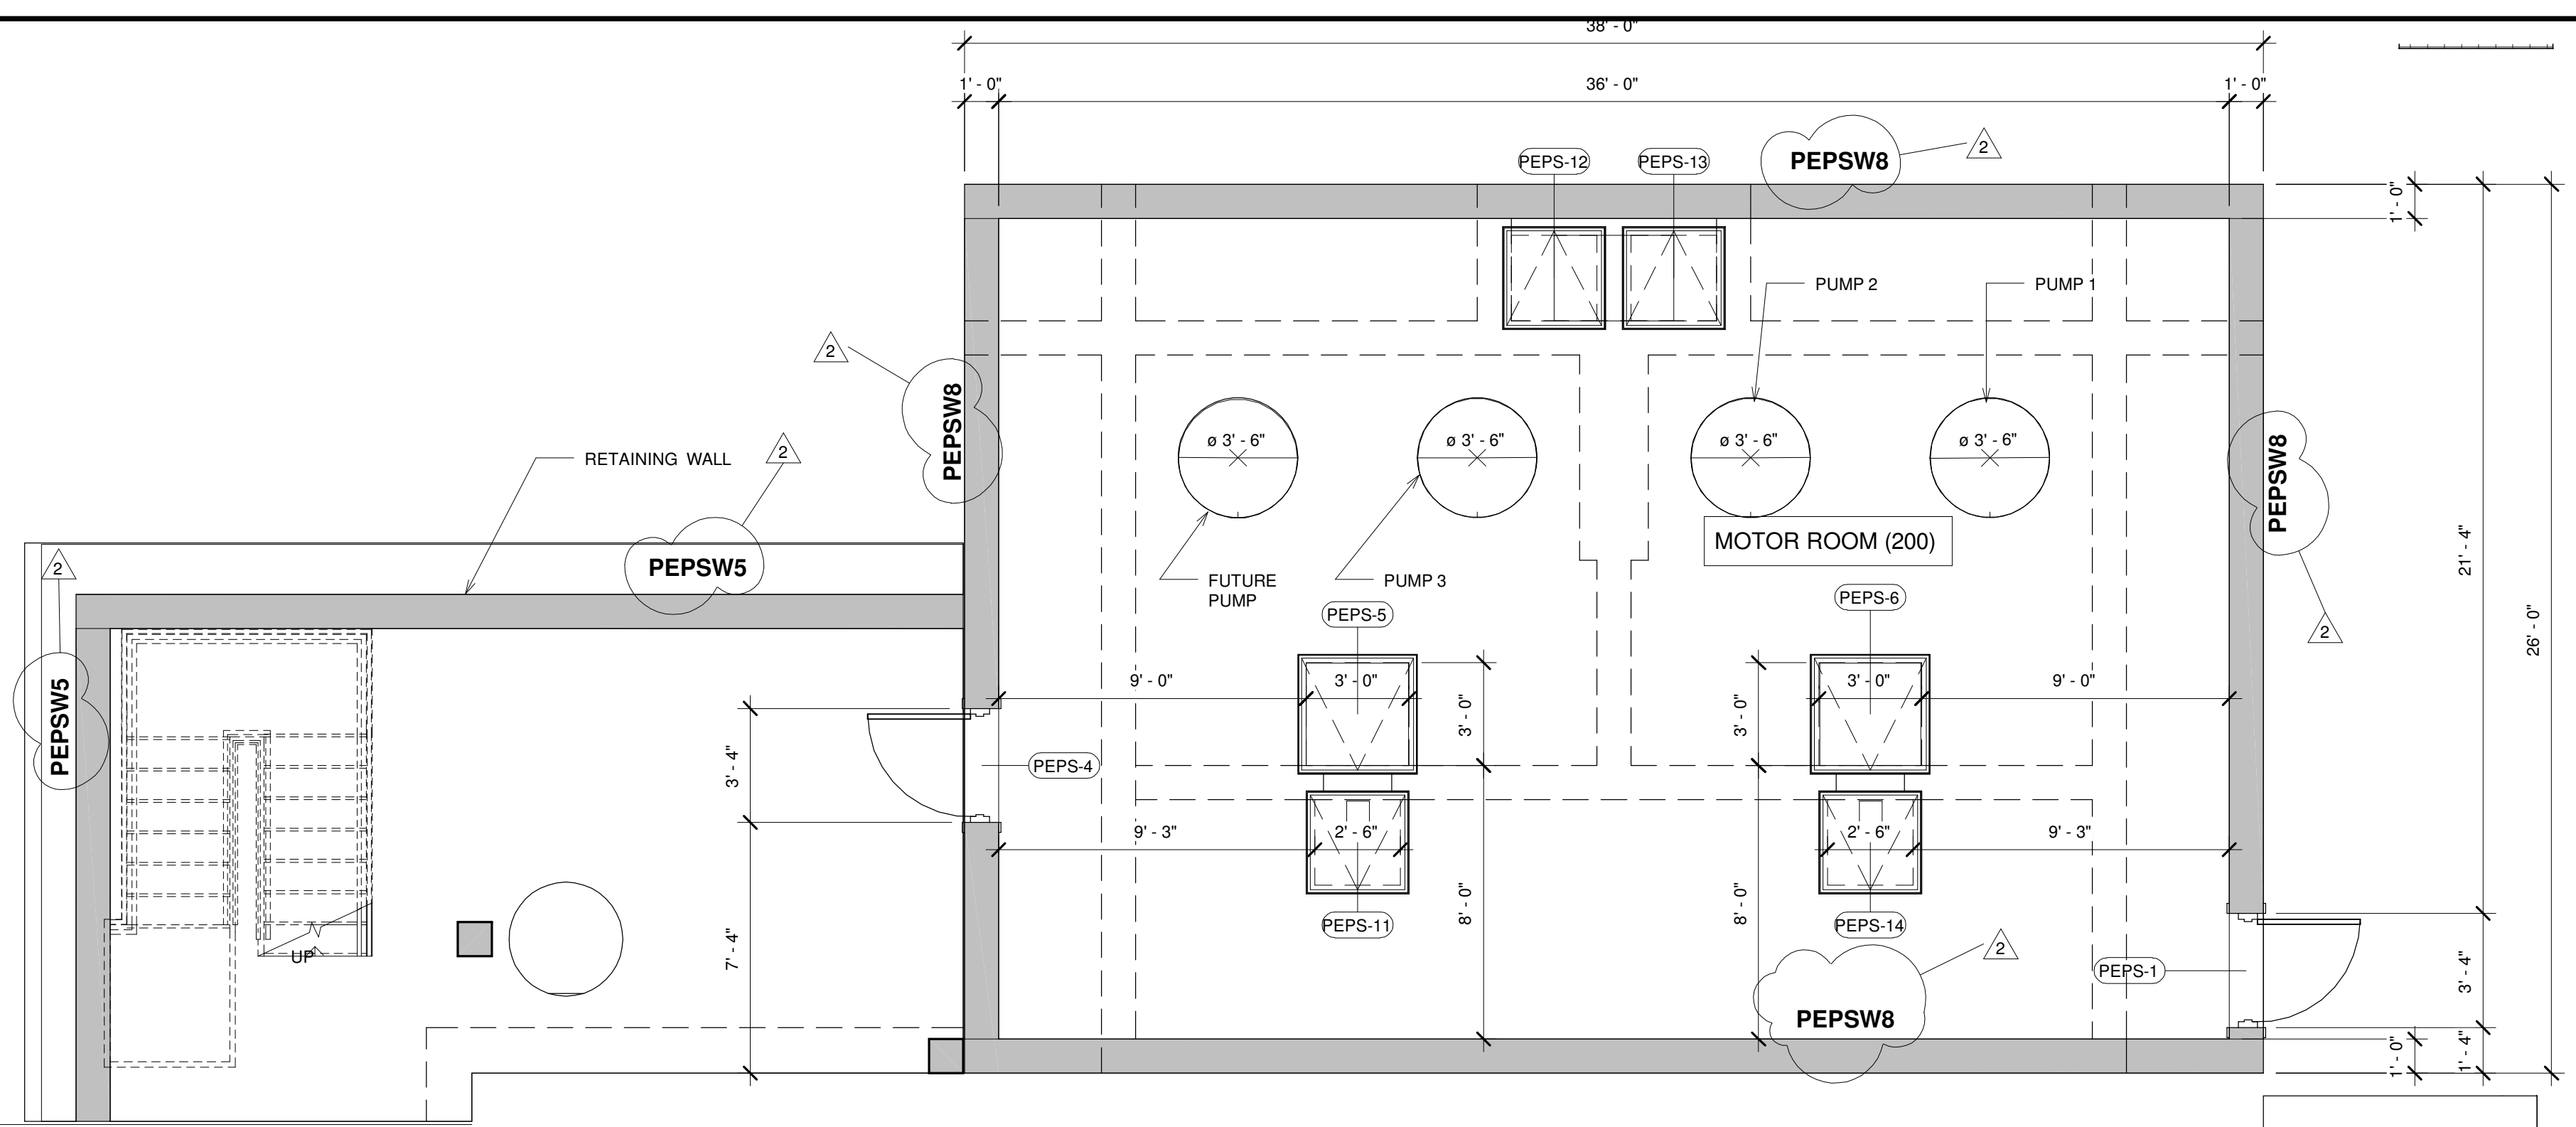 38' - 0"
1' - 0"
36' - 0"
1' - 0"
PEPS-12
PEPS-13
PEPSW8
2
1' - 0"
PUMP 2
PUMP 1
2
PEPSW8
ø 3' - 6"
ø 3' - 6"
ø 3' - 6"
ø 3' - 6"
PEPSW8
RETAINING WALL
2
MOTOR ROOM (200)
21' - 4"
PEPSW5
2
FUTURE
PUMP
PUMP 3
PEPS-5
PEPS-6
2
26' - 0"
PEPSW5
9' - 0"
3' - 0"
3' - 0"
3' - 0"
3' - 0"
9' - 0"
3' - 4"
PEPS-4
9' - 3"
2' - 6"
2' - 6"
9' - 3"
8' - 0"
8' - 0"
PEPS-11
PEPS-14
2
7' - 4"
UP
PEPS-1
3' - 4"
PEPSW8
1' - 0"
1' - 4"